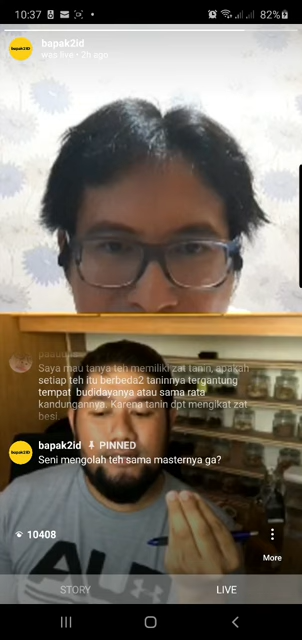 10:37
82%
bapak2id
bapak2id
was live • 2h ago
Saya mau tanya teh memiliki zat tanin, apakah
setiap teh itu berbeda2 taninnya tergantung
tempat budidayanya atau sama rata
kandungannya. Karena tanin dpt mengikat zat
besi
bapak2id
bapak2id PINNED
Seni mengolah teh sama masternya ga?
10408
More
STORY LIVE